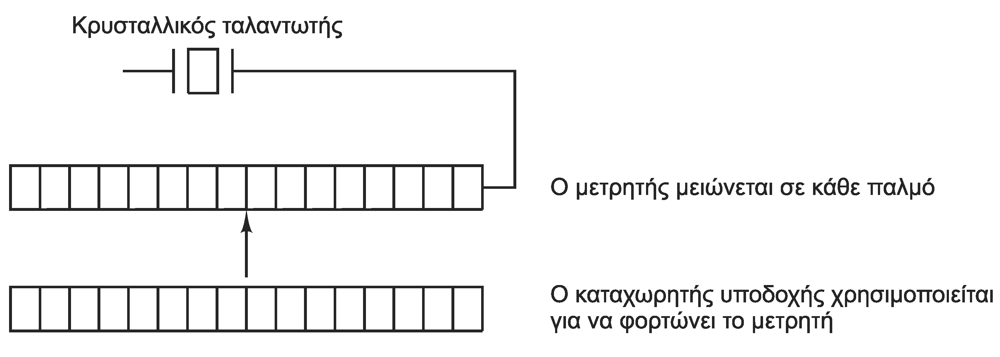 Κρυσταλλικός ταλαντωτής
Ο μετρητής μειώνεται σε κάθε παλμό
Ο καταχωρητής υποδοχής χρησιμοποιείται
για να φορτώνει το μετρητή